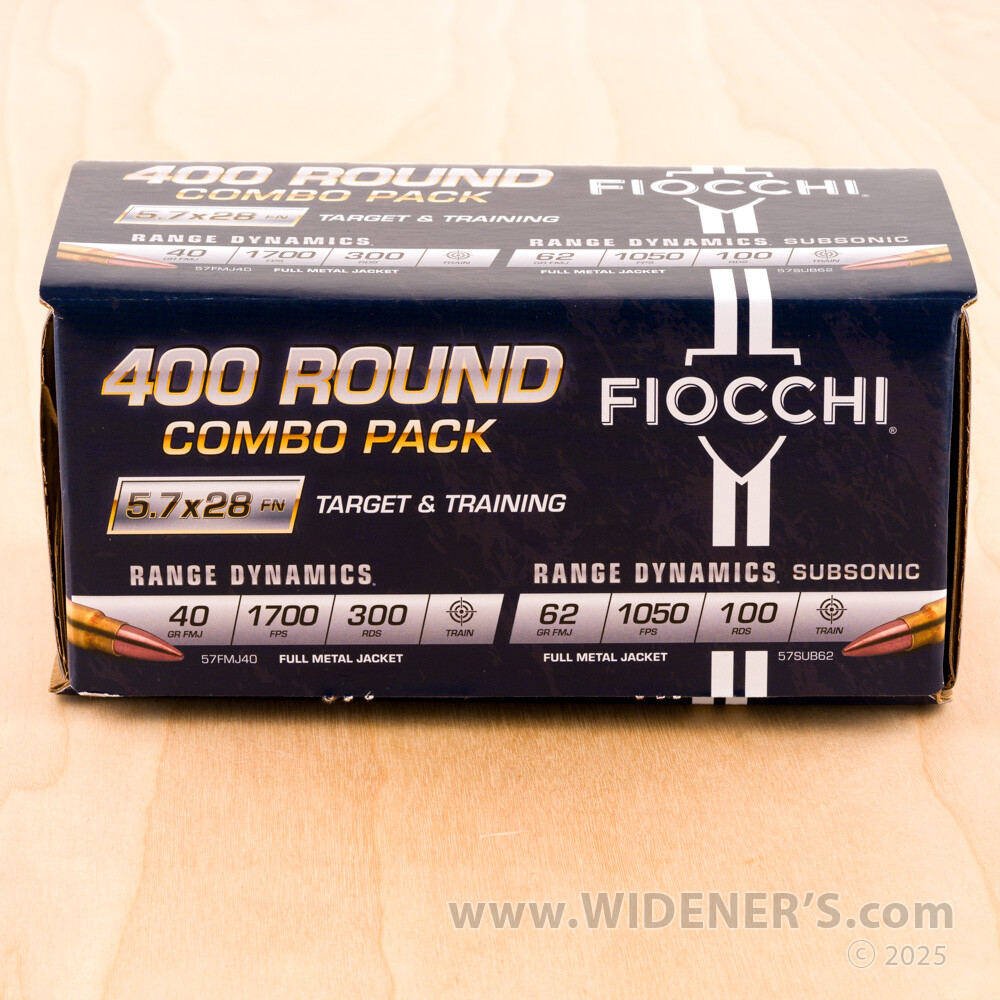 400 ROUND
COMBO PACK
5.7x28 FN TARGET & TRAINING
FIOCCHI®
RANGE DYNAMICS.
40 GR FMJ 1700 FPS 300 RDS TRAIN
57FMJ40 FULL METAL JACKET
RANGE DYNAMICS. SUBSONIC
62 GR FMJ 1050 FPS 100 RDS TRAIN
FULL METAL JACKET 57SUB62
400 ROUND
COMBO PACK
5.7x28 FN TARGET & TRAINING
FIOCCHI®
RANGE DYNAMICS.
40 GR FMJ 1700 FPS 300 RDS TRAIN
57FMJ40 FULL METAL JACKET
RANGE DYNAMICS. SUBSONIC
62 GR FMJ 1050 FPS 100 RDS TRAIN
FULL METAL JACKET 57SUB62
www.WIDENER'S.com
© 2025